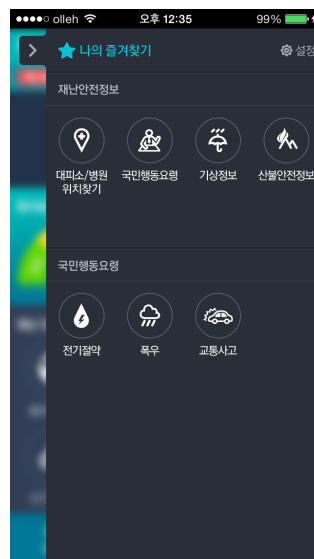 olleh 오후 12:35 99%
나의 즐겨찾기 설정
재난안전정보
대피소/병원 위치찾기
국민행동요령
기상정보
산불안전정보
국민행동요령
전기절약
폭우
교통사고